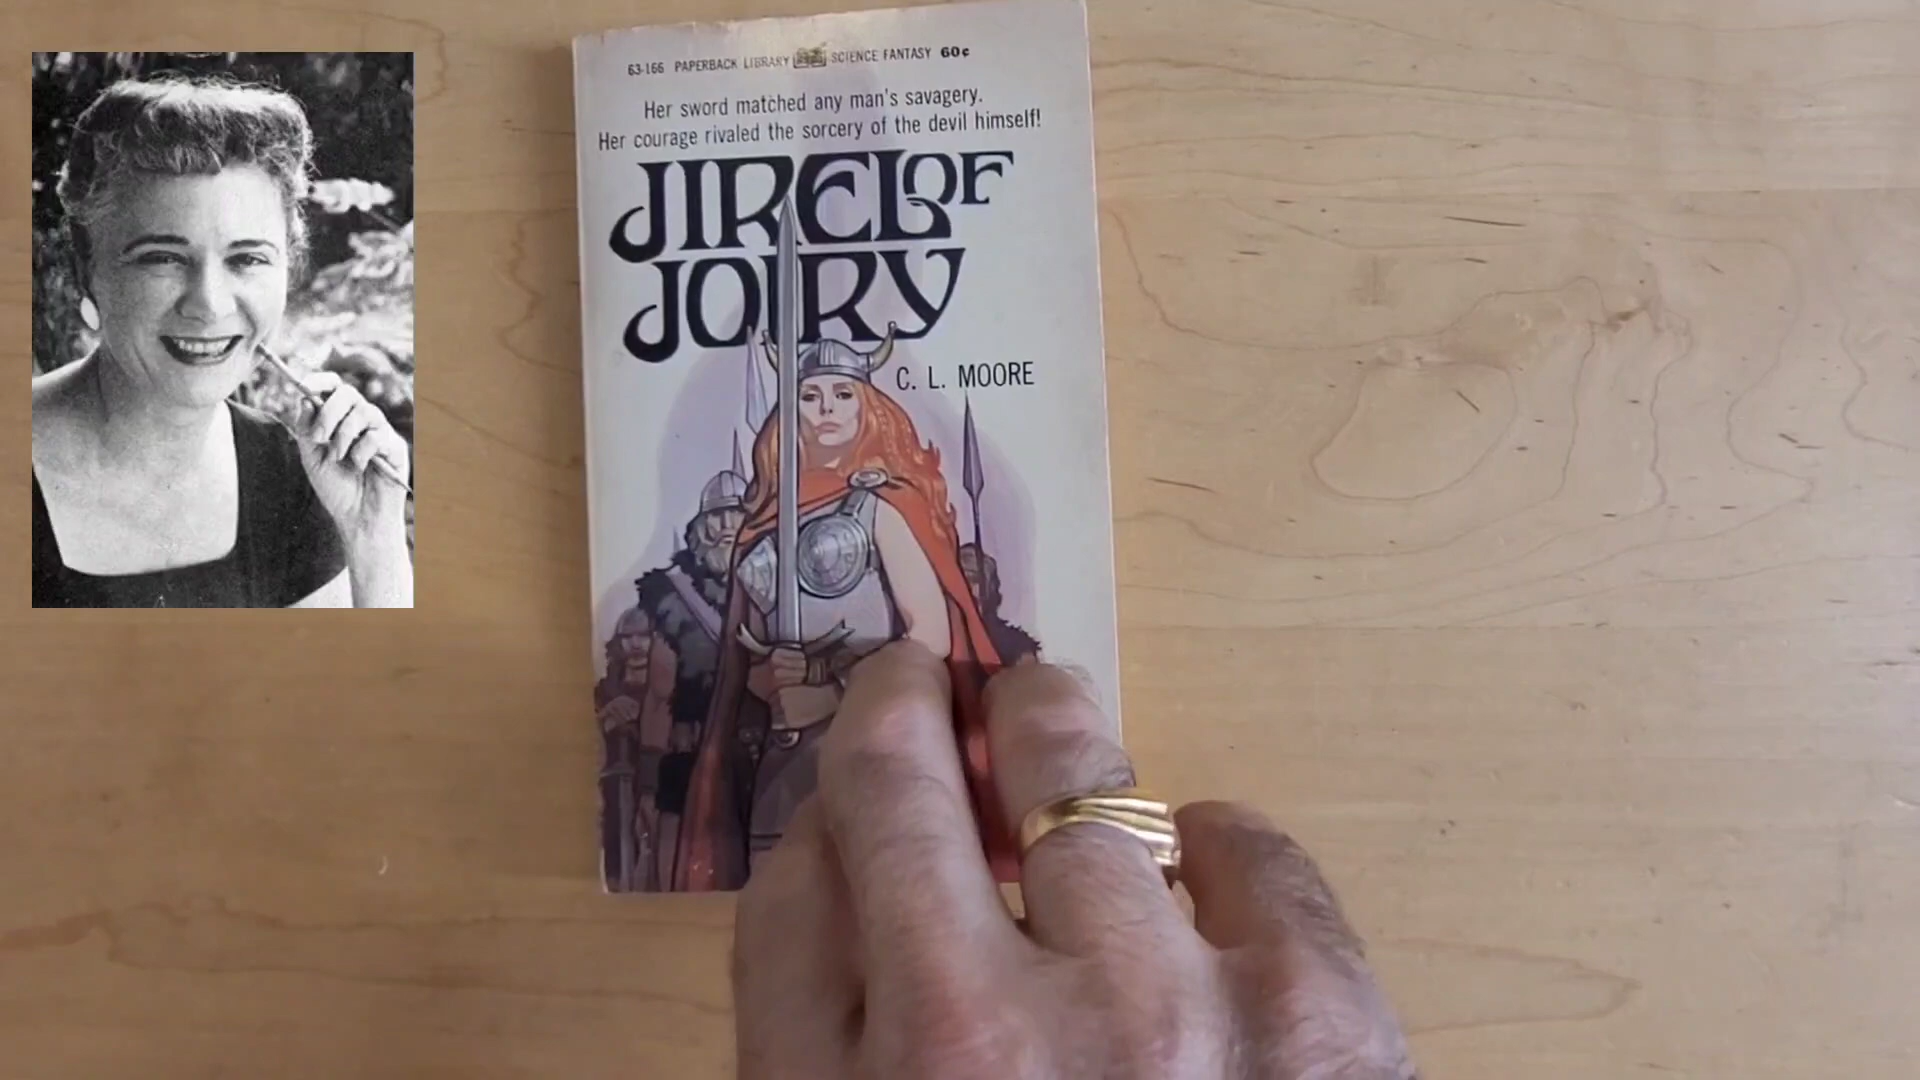 63-166 PAPERBACK LIBRARY SCIENCE FANTASY 60¢
Her sword matched any man's savagery.
Her courage rivaled the sorcery of the devil himself!
JIREL OF
JOIRY
C. L. MOORE